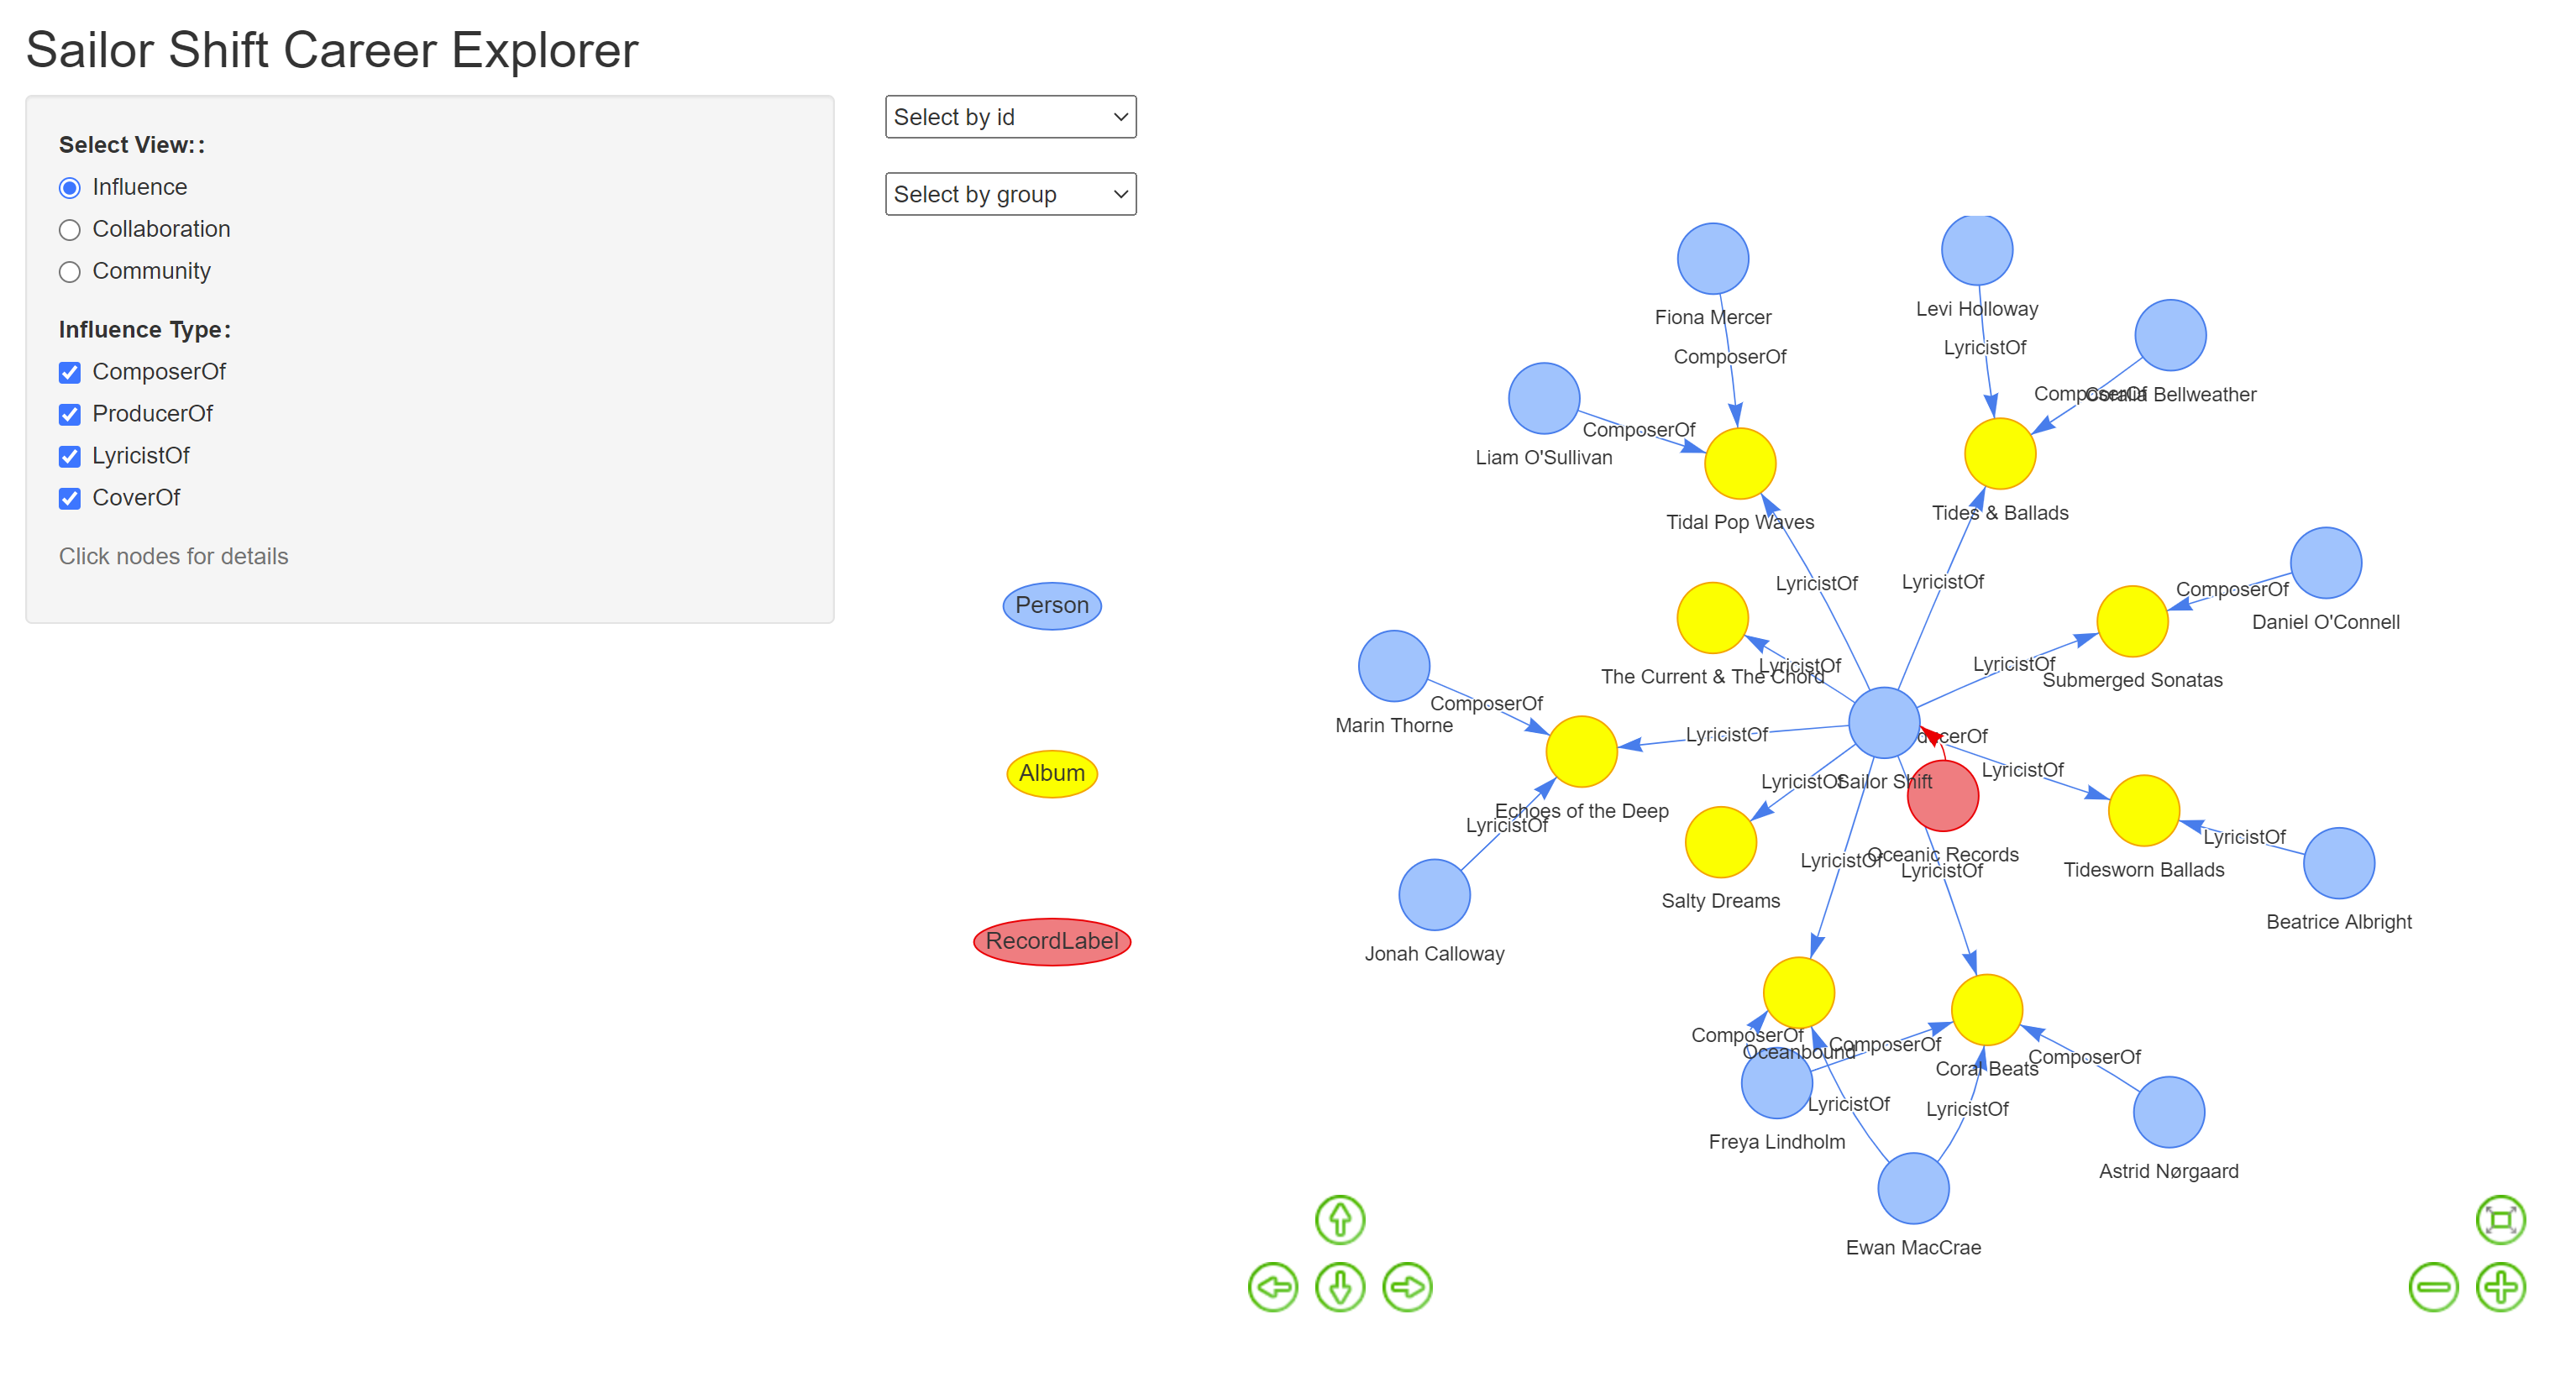 Sailor Shift Career Explorer
Select View::
Influence
Collaboration
Community
Influence Type:
ComposerOf
ProducerOf
LyricistOf
CoverOf
Click nodes for details
Select by id
Select by group
Person
Album
RecordLabel
Fiona Mercer
Levi Holloway
LyricistOf
ComposerOf
ComposerOf
Coralia Bellweather
ComposerOf
Liam O'Sullivan
Tides & Ballads
Tidal Pop Waves
LyricistOf
LyricistOf
ComposerOf
Daniel O'Connell
LyricistOf
LyricistOf
The Current & The Chord
Submerged Sonatas
ComposerOf
Marin Thorne
LyricistOf
ducerOf
LyricistOf
LyricistOf
Sailor Shift
Echoes of the Deep
LyricistOf
LyricistOf
Oceanic Records
LyricistOf
LyricistOf
Tidesworn Ballads
Salty Dreams
Beatrice Albright
Jonah Calloway
ComposerOf
Oceanbound
ComposerOf
ComposerOf
Coral Beats
LyricistOf
LyricistOf
Freya Lindholm
Astrid Nørgaard
Ewan MacCrae